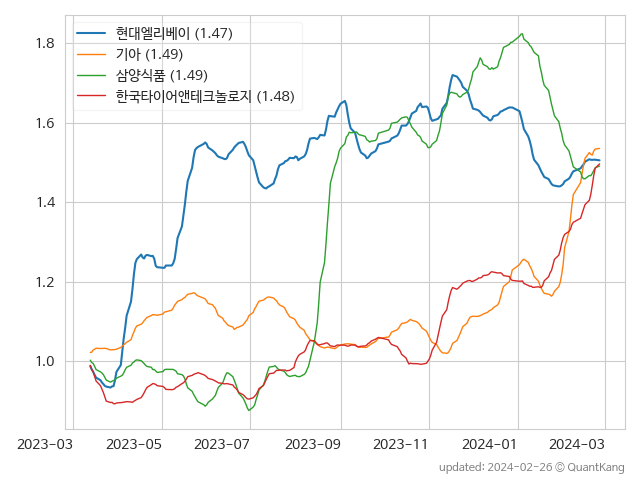 현대엘리베이 (1.47)
기아 (1.49)
삼양식품 (1.49)
한국타이어앤테크놀로지 (1.48)
1.8
1.6
1.4
1.2
1.0
2023-03 2023-05 2023-07 2023-09 2023-11 2024-01 2024-03
updated: 2024-02-26 © QuantKang